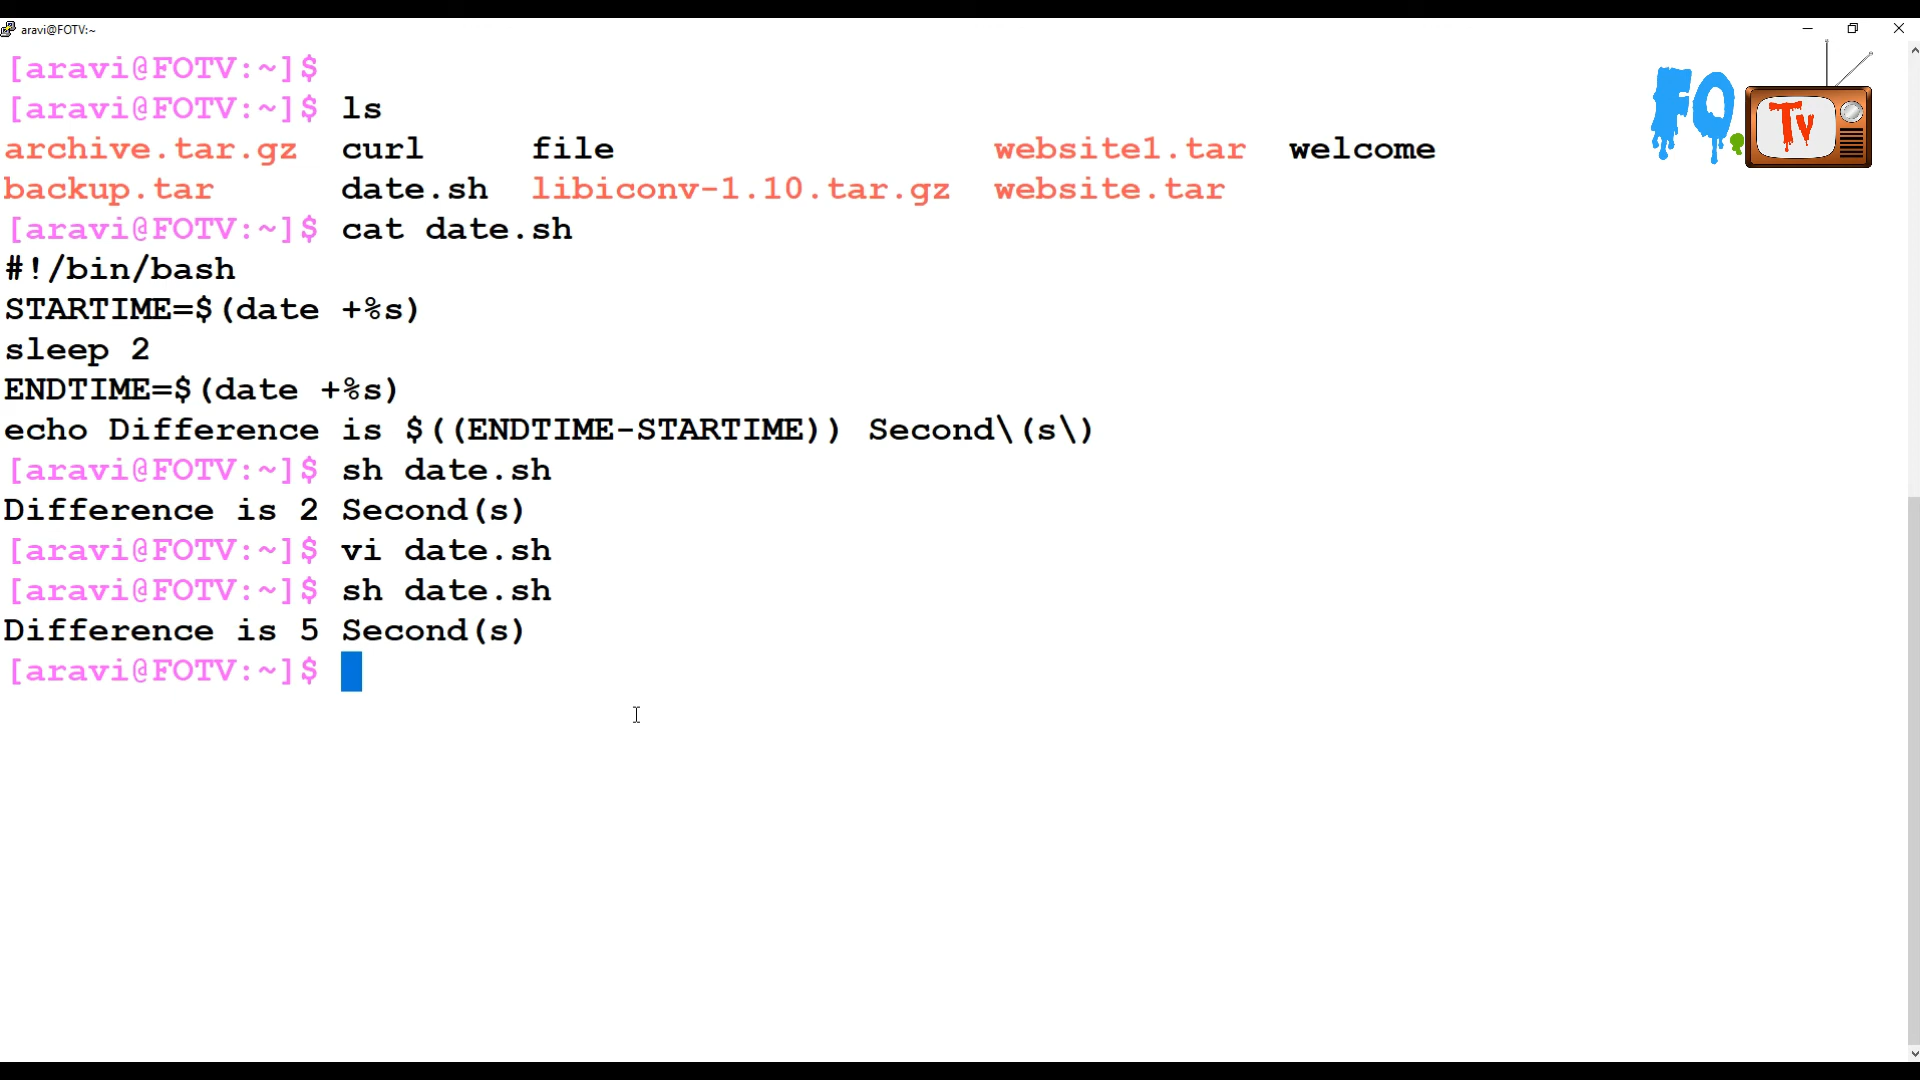 aravi@FOTV:~
[aravi@FOTV:~]$
[aravi@FOTV:~]$ ls
archive.tar.gz curl file website1.tar welcome
backup.tar date.sh libiconv-1.10.tar.gz website.tar
[aravi@FOTV:~]$ cat date.sh
#!/bin/bash
STARTIME=$(date +%s)
sleep 2
ENDTIME=$(date +%s)
echo Difference is $((ENDTIME-STARTIME)) Second\(s\)
[aravi@FOTV:~]$ sh date.sh
Difference is 2 Second(s)
[aravi@FOTV:~]$ vi date.sh
[aravi@FOTV:~]$ sh date.sh
Difference is 5 Second(s)
[aravi@FOTV:~]$
FO.Tv